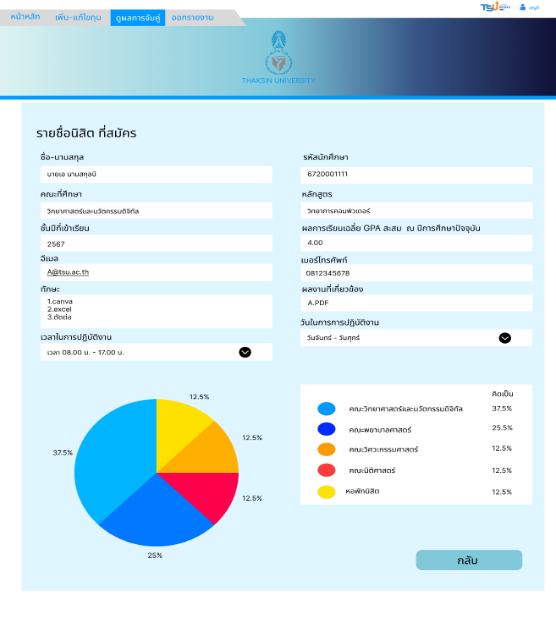 หน้าหลัก เพิ่ม-แก้ไขทุน ดูผลการจับคู่ ออกรายงาน
TSU
THAKSIN UNIVERSITY
รายชื่อนิสิต ที่สมัคร
ชื่อ-นามสกุล
นายเอ นามสกุลบี
รหัสนักศึกษา
6720001111
คณะที่ศึกษา
วิทยาศาสตร์และนวัตกรรมดิจิทัล
หลักสูตร
วิทยาการคอมพิวเตอร์
ชั้นปีที่เข้าเรียน
2567
ผลการเรียนเฉลี่ย GPA สะสม ณ ปีการศึกษาปัจจุบัน
4.00
อีเมล
A@tsu.ac.th
เบอร์โทรศัพท์
0812345678
ทักษะ
1.canva
2.excel
3.ตัดต่อ
ผลงานที่เกี่ยวข้อง
A.PDF
เวลาในการปฏิบัติงาน
เวลา 08.00 น. - 17.00 น.
วันในการการปฏิบัติงาน
วันจันทร์ - วันศุกร์
12.5%
12.5%
12.5%
25%
37.5%
คิดเป็น
คณะวิทยาศาสตร์และนวัตกรรมดิจิทัล 37.5%
คณะพยาบาลศาสตร์ 25.5%
คณะวิศวะกรรมศาสตร์ 12.5%
คณะนิติศาสตร์ 12.5%
หอพักนิสิต 12.5%
กลับ